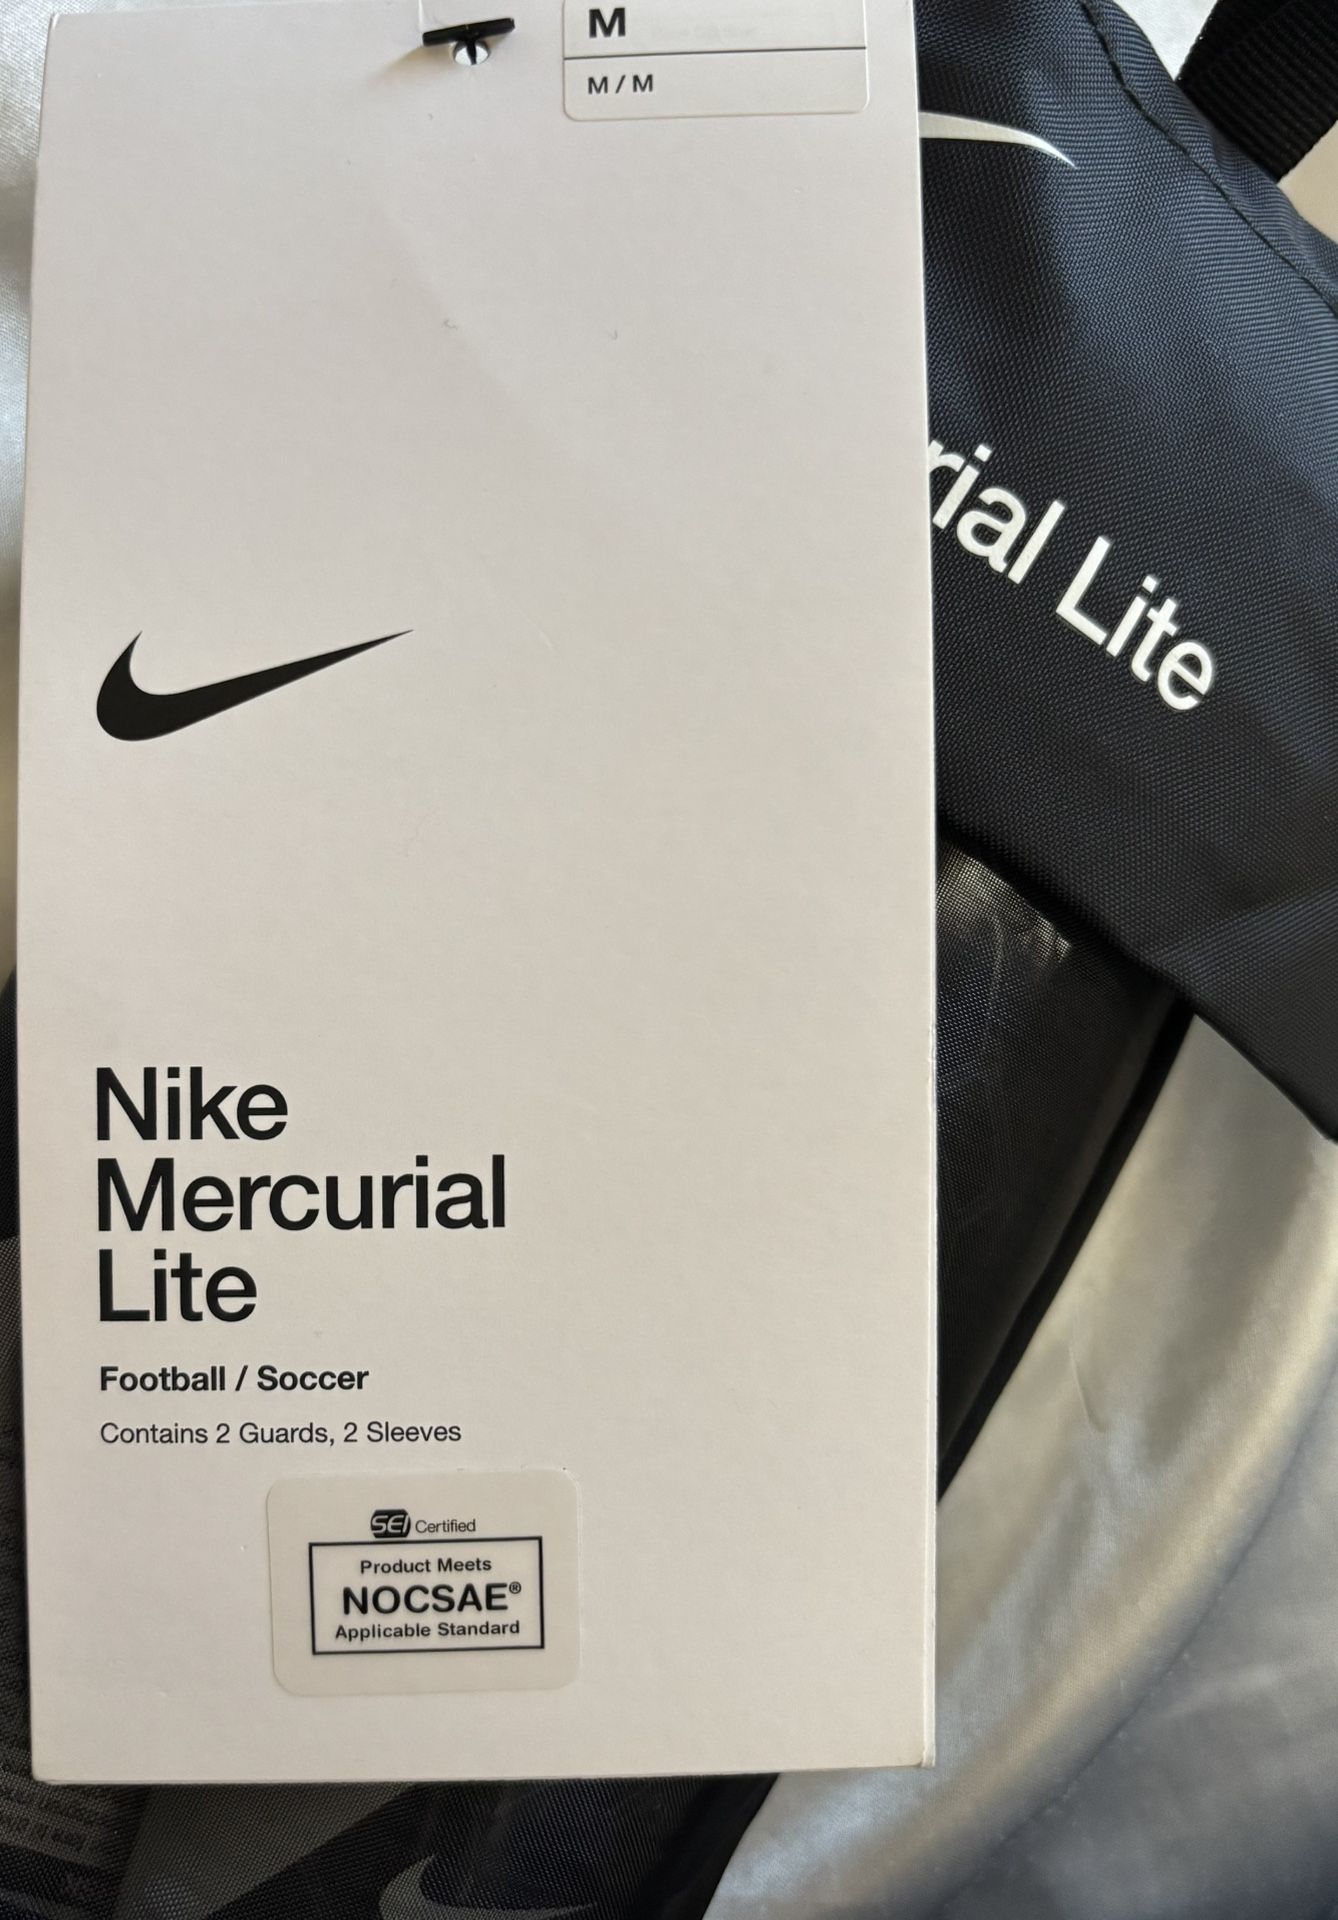 M
M / M
rial Lite
Nike
Mercurial
Lite
Football / Soccer
Contains 2 Guards, 2 Sleeves
SEI Certified
Product Meets
NOCSAE®
Applicable Standard